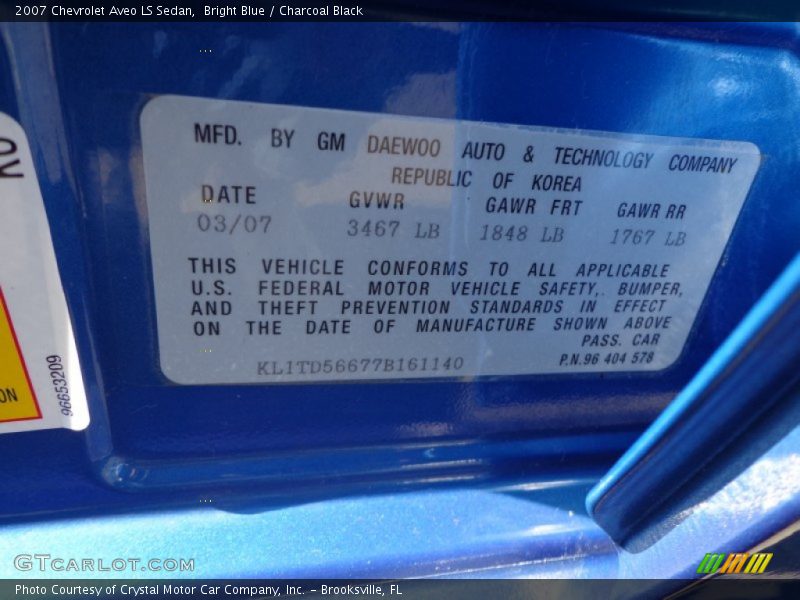 2007 Chevrolet Aveo LS Sedan, Bright Blue / Charcoal Black
MFD. BY GM DAEWOO AUTO & TECHNOLOGY COMPANY
REPUBLIC OF KOREA
DATE GVWR GAWR FRT GAWR RR
03/07 3467 LB 1848 LB 1767 LB
THIS VEHICLE CONFORMS TO ALL APPLICABLE
U.S. FEDERAL MOTOR VEHICLE SAFETY, BUMPER,
AND THEFT PREVENTION STANDARDS IN EFFECT
ON THE DATE OF MANUFACTURE SHOWN ABOVE
PASS. CAR
KL1TD56677B161140 P.N.96 404 578
ON
96653209
GTCARLOT.COM
Photo Courtesy of Crystal Motor Car Company, Inc. - Brooksville, FL